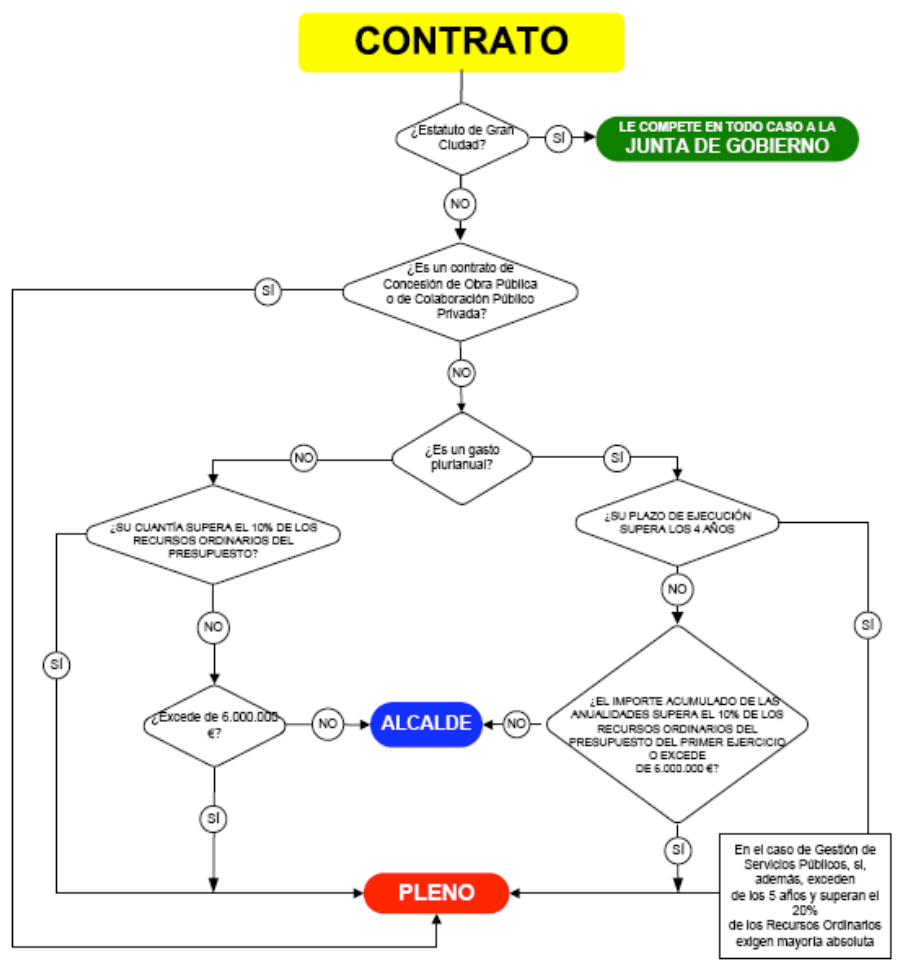 CONTRATO
¿Estatuto de Gran
Ciudad?
SÍ
LE COMPETE EN TODO CASO A LA
JUNTA DE GOBIERNO
NO
¿Es un contrato de
Concesión de Obra Pública
o de Colaboración Público
Privada?
SÍ
NO
¿Es un gasto
plurianual?
NO
SÍ
¿SU CUANTÍA SUPERA EL 10% DE LOS
RECURSOS ORDINARIOS DEL
PRESUPUESTO?
¿SU PLAZO DE EJECUCIÓN
SUPERA LOS 4 AÑOS
NO
NO
SÍ
SÍ
¿Excede de 6.000.000
€?
NO
ALCALDE
NO
¿EL IMPORTE ACUMULADO DE LAS
ANUALIDADES SUPERA EL 10% DE LOS
RECURSOS ORDINARIOS DEL
PRESUPUESTO DEL PRIMER EJERCICIO
O EXCEDE
DE 6.000.000 €?
SÍ
SÍ
PLENO
En el caso de Gestión de
Servicios Públicos, si,
además, exceden
de los 5 años y superan el
20%
de los Recursos Ordinarios
exigen mayoría absoluta